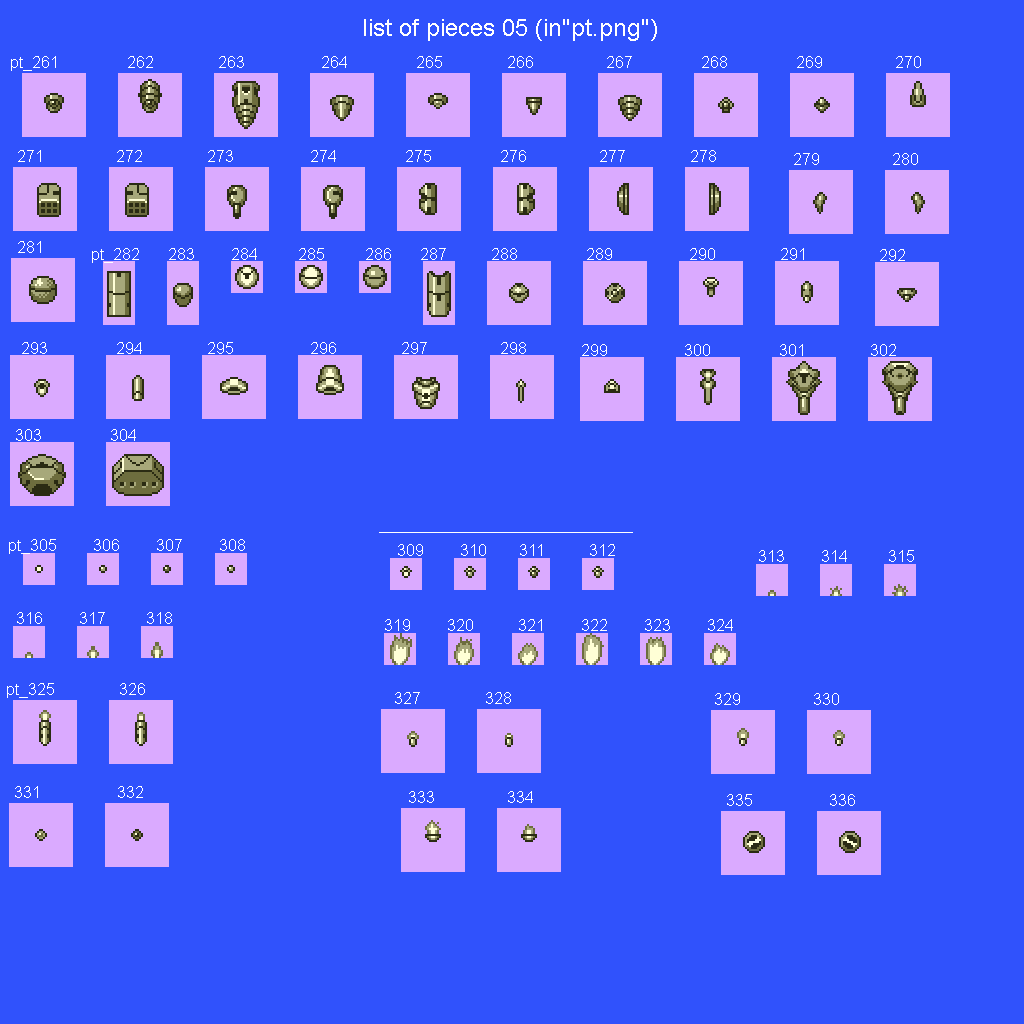 list of pieces 05 (in"pt.png")
pt_261 262 263 264 265 266 267 268 269 270
271 272 273 274 275 276 277 278 279 280
281 pt_282 283 284 285 286 287 288 289 290 291 292
293 294 295 296 297 298 299 300 301 302
303 304
pt_305 306 307 308 309 310 311 312 313 314 315
316 317 318 319 320 321 322 323 324
pt_325 326 327 328 329 330
331 332 333 334 335 336